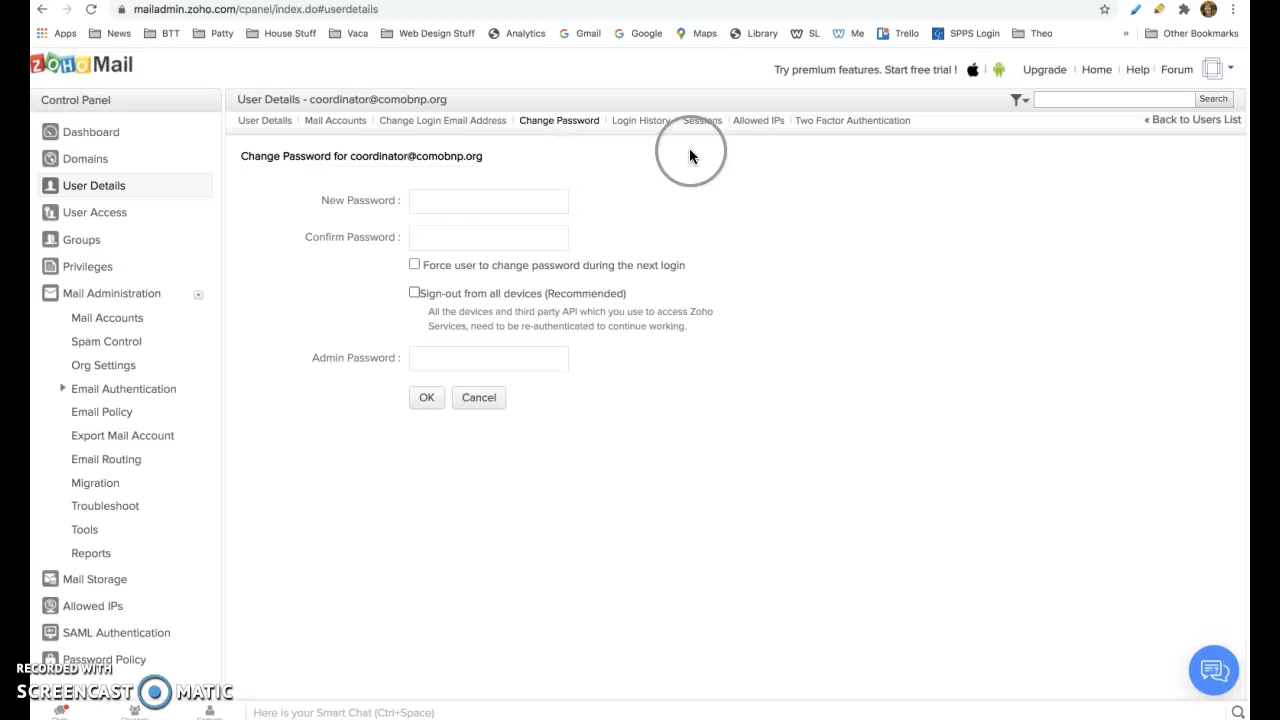 mailadmin.zoho.com/cpanel/index.do#userdetails
Apps News BTT Patty House Stuff Vaca Web Design Stuff Analytics Gmail Google Maps Library SL Me Trello SPPS Login Theo » Other Bookmarks
ZOHO Mail
Try premium features. Start free trial ! Upgrade Home Help Forum
Control Panel
User Details - coordinator@comobnp.org
Search
User Details Mail Accounts Change Login Email Address Change Password Login History Sessions Allowed IPs Two Factor Authentication « Back to Users List
Dashboard
Domains
User Details
User Access
Groups
Privileges
Mail Administration
Mail Accounts
Spam Control
Org Settings
Email Authentication
Email Policy
Export Mail Account
Email Routing
Migration
Troubleshoot
Tools
Reports
Mail Storage
Allowed IPs
SAML Authentication
Password Policy
Change Password for coordinator@comobnp.org
New Password :
Confirm Password :
Force user to change password during the next login
Sign-out from all devices (Recommended)
All the devices and third party API which you use to access Zoho
Services, need to be re-authenticated to continue working.
Admin Password :
OK Cancel
RECORDED WITH
SCREENCAST MATIC
Here is your Smart Chat (Ctrl+Space)